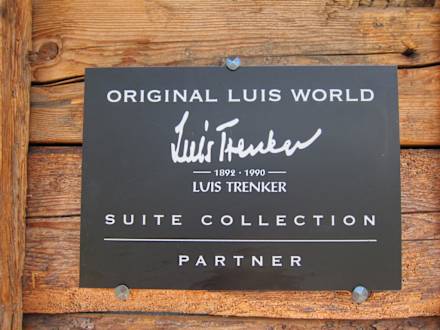 ORIGINAL LUIS WORLD
Luis Trenker
1892 · 1990
LUIS TRENKER
SUITE COLLECTION
PARTNER